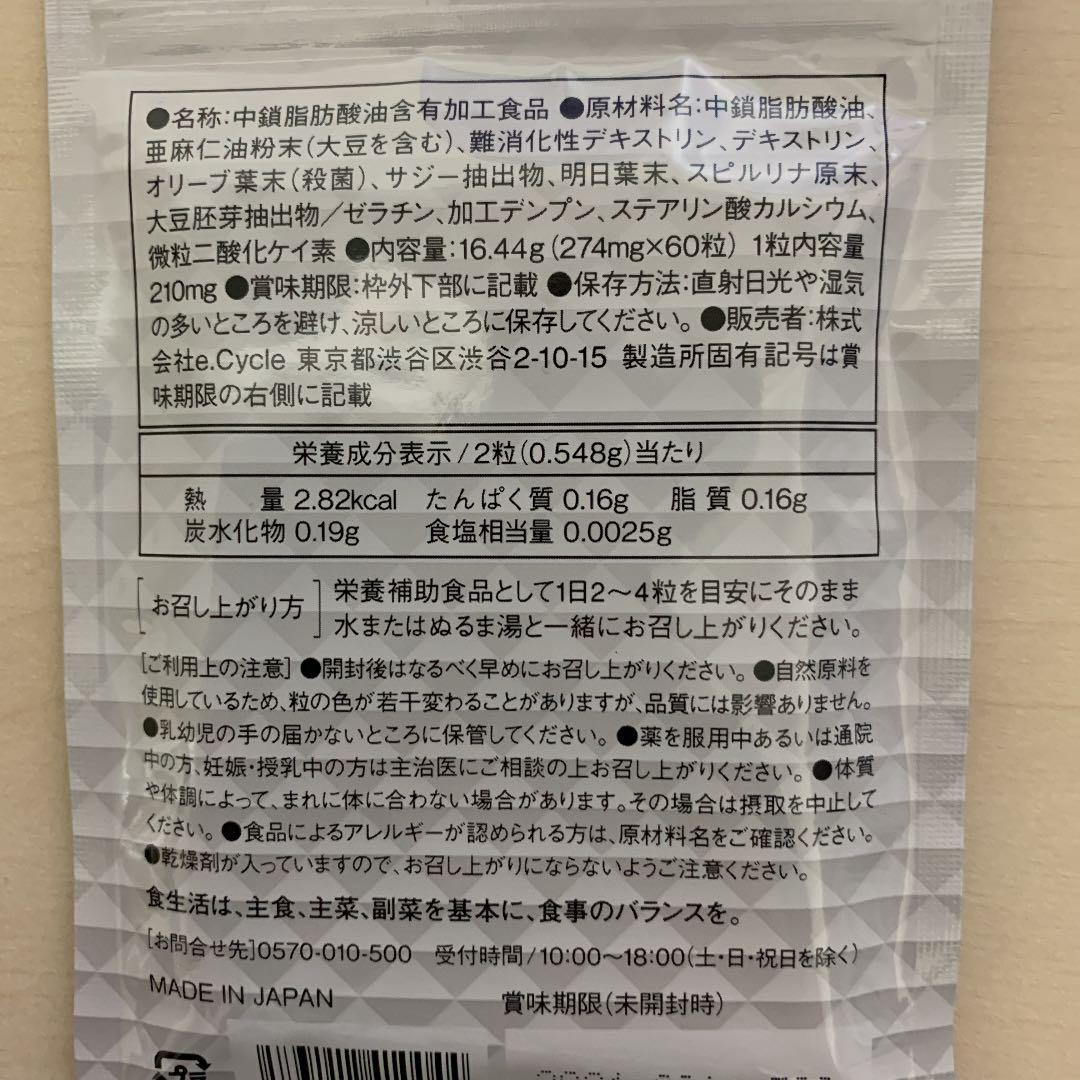 ●名称:中鎖脂肪酸油含有加工食品 ●原材料名:中鎖脂肪酸油、
亜麻仁油粉末(大豆を含む)、難消化性デキストリン、デキストリン、
オリーブ葉末(殺菌)、サジー抽出物、明日葉末、スピルリナ原末、
大豆胚芽抽出物/ゼラチン、加工デンプン、ステアリン酸カルシウム、
微粒二酸化ケイ素 ●内容量:16.44g(274mg×60粒) 1粒内容量
210mg ●賞味期限:枠外下部に記載 ●保存方法:直射日光や湿気
の多いところを避け、涼しいところに保存してください。 ●販売者:株式
会社e.Cycle 東京都渋谷区渋谷2-10-15 製造所固有記号は賞
味期限の右側に記載
栄養成分表示/2粒(0.548g)当たり
熱 量 2.82kcal たんぱく質 0.16g 脂質 0.16g
炭水化物 0.19g 食塩相当量 0.0025g
[お召し上がり方] 栄養補助食品として1日2〜4粒を目安にそのまま
水またはぬるま湯と一緒にお召し上がりください。
[ご利用上の注意] ●開封後はなるべく早めにお召し上がりください。 ●自然原料を
使用しているため、粒の色が若干変わることがありますが、品質には影響ありません。
●乳幼児の手の届かないところに保管してください。 ●薬を服用中あるいは通院
中の方、妊娠・授乳中の方は主治医にご相談の上お召し上がりください。 ●体質
や体調によって、まれに体に合わない場合があります。その場合は摂取を中止して
ください。 ●食品によるアレルギーが認められる方は、原材料名をご確認ください。
●乾燥剤が入っていますので、お召し上がりにならないようご注意ください。
食生活は、主食、主菜、副菜を基本に、食事のバランスを。
[お問合せ先]0570-010-500 受付時間/10:00〜18:00(土・日・祝日を除く)
MADE IN JAPAN 賞味期限(未開封時)